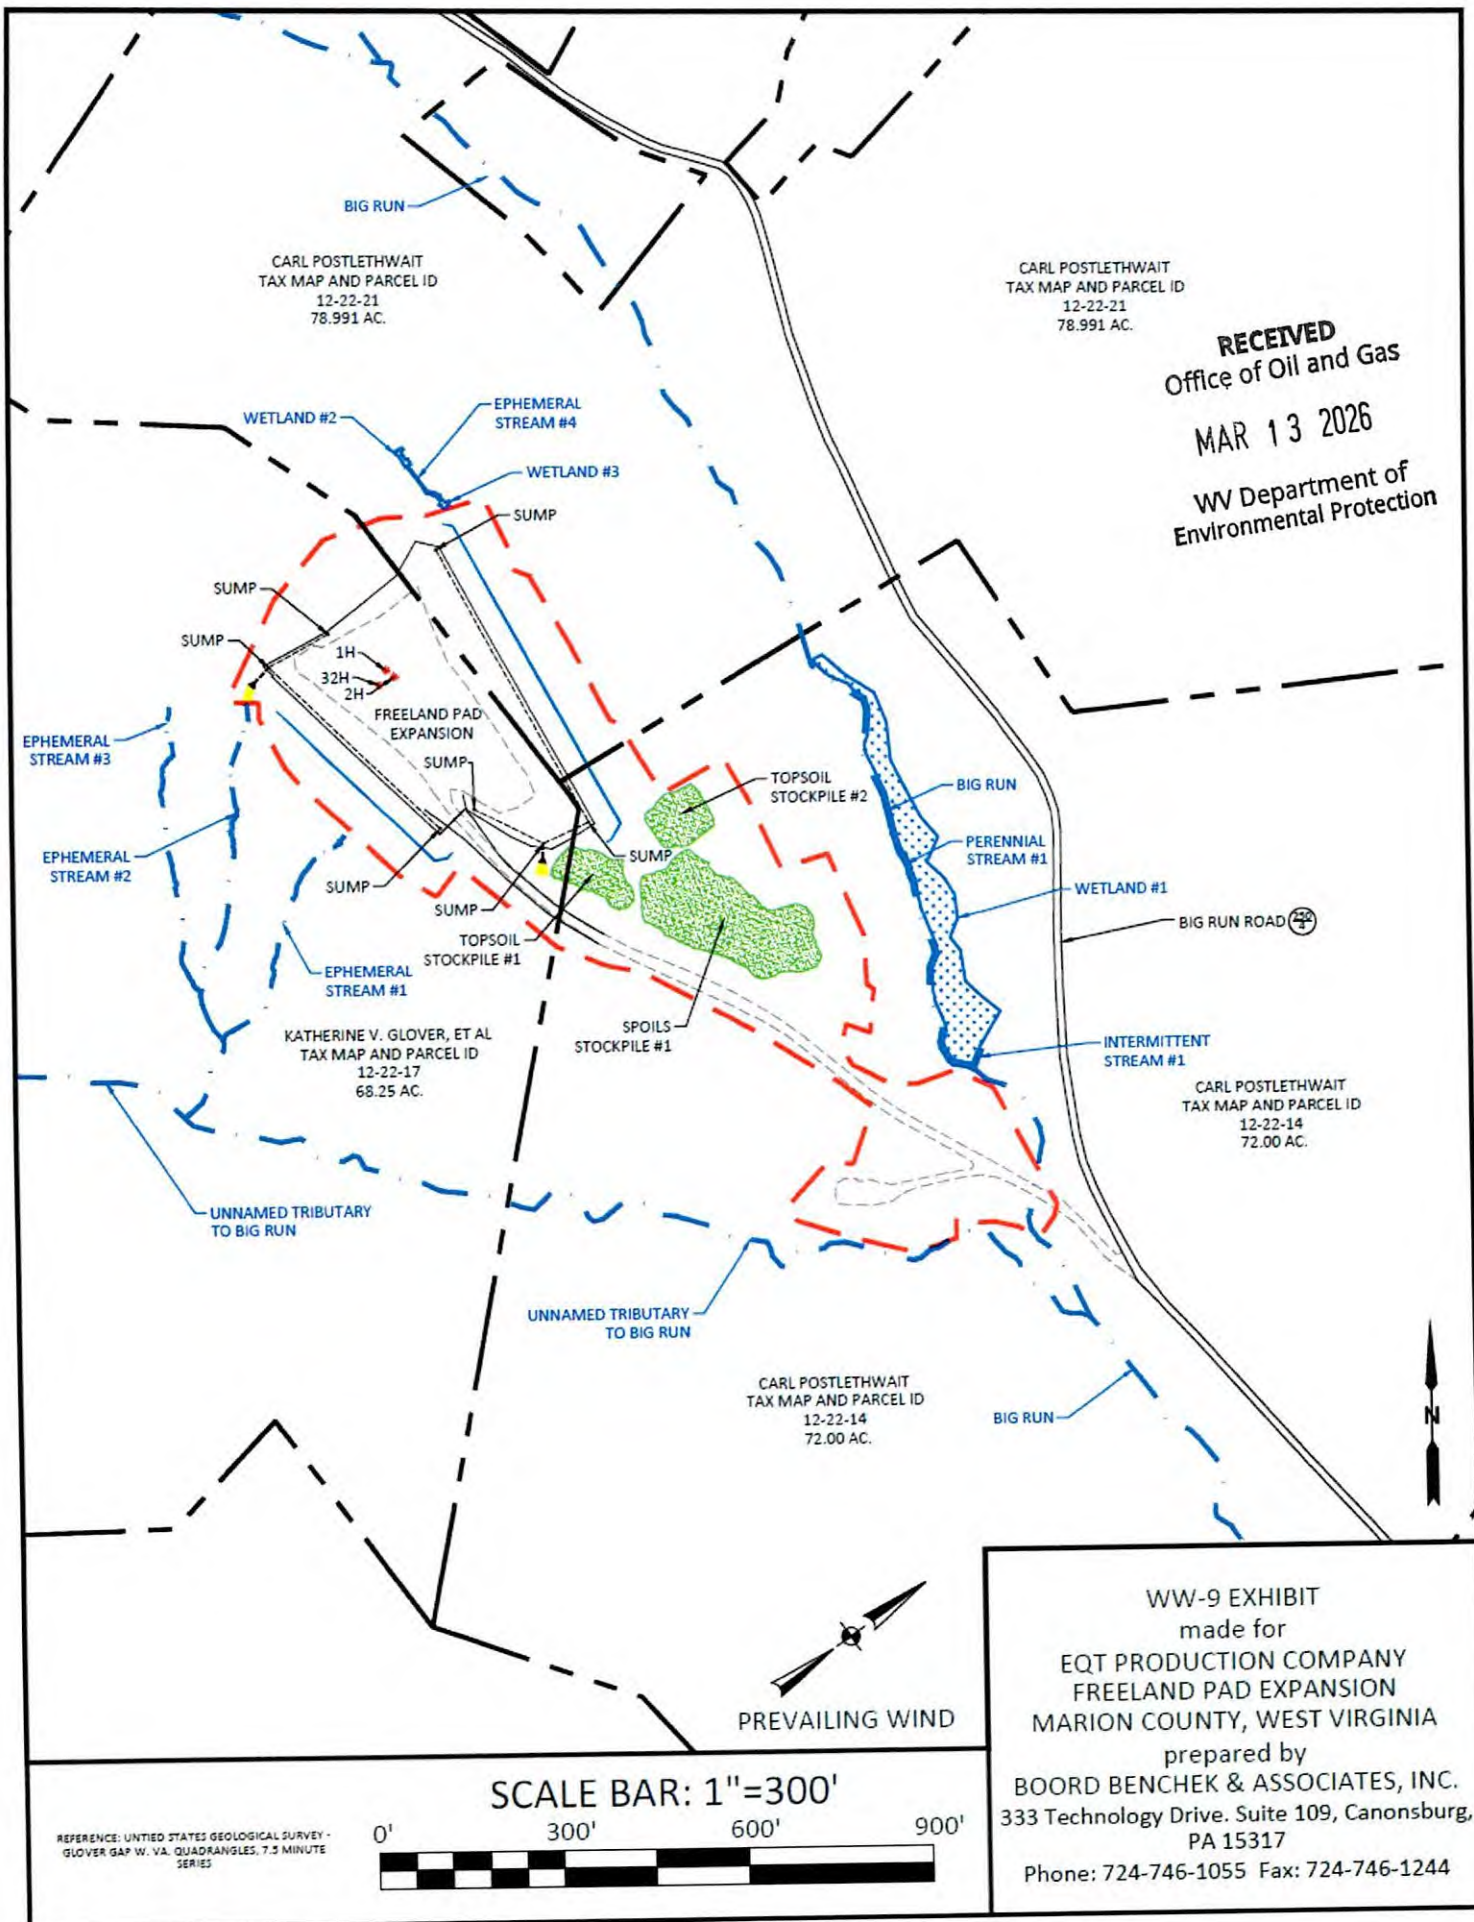 BIG RUN
CARL POSTLETHWAIT
TAX MAP AND PARCEL ID
12-22-21
78.991 AC.
CARL POSTLETHWAIT
TAX MAP AND PARCEL ID
12-22-21
78.991 AC.
RECEIVED
Office of Oil and Gas
MAR 13 2026
WV Department of
Environmental Protection
WETLAND #2
EPHEMERAL
STREAM #4
WETLAND #3
SUMP
SUMP
SUMP
1H
32H
2H
FREELAND PAD
EXPANSION
EPHEMERAL
STREAM #3
SUMP
TOPSOIL
STOCKPILE #2
BIG RUN
EPHEMERAL
STREAM #2
PERENNIAL
STREAM #1
SUMP
SUMP
WETLAND #1
SUMP
BIG RUN ROAD
TOPSOIL
STOCKPILE #1
EPHEMERAL
STREAM #1
SPOILS
STOCKPILE #1
KATHERINE V. GLOVER, ET AL
TAX MAP AND PARCEL ID
12-22-17
68.25 AC.
INTERMITTENT
STREAM #1
CARL POSTLETHWAIT
TAX MAP AND PARCEL ID
12-22-14
72.00 AC.
UNNAMED TRIBUTARY
TO BIG RUN
UNNAMED TRIBUTARY
TO BIG RUN
CARL POSTLETHWAIT
TAX MAP AND PARCEL ID
12-22-14
72.00 AC.
BIG RUN
N
PREVAILING WIND
WW-9 EXHIBIT
made for
EQT PRODUCTION COMPANY
FREELAND PAD EXPANSION
MARION COUNTY, WEST VIRGINIA
prepared by
BOORD BENCHEK & ASSOCIATES, INC.
333 Technology Drive. Suite 109, Canonsburg,
PA 15317
Phone: 724-746-1055 Fax: 724-746-1244
SCALE BAR: 1"=300'
0' 300' 600' 900'
REFERENCE: UNTIED STATES GEOLOGICAL SURVEY -
GLOVER GAP W. VA. QUADRANGLES, 7.5 MINUTE
SERIES